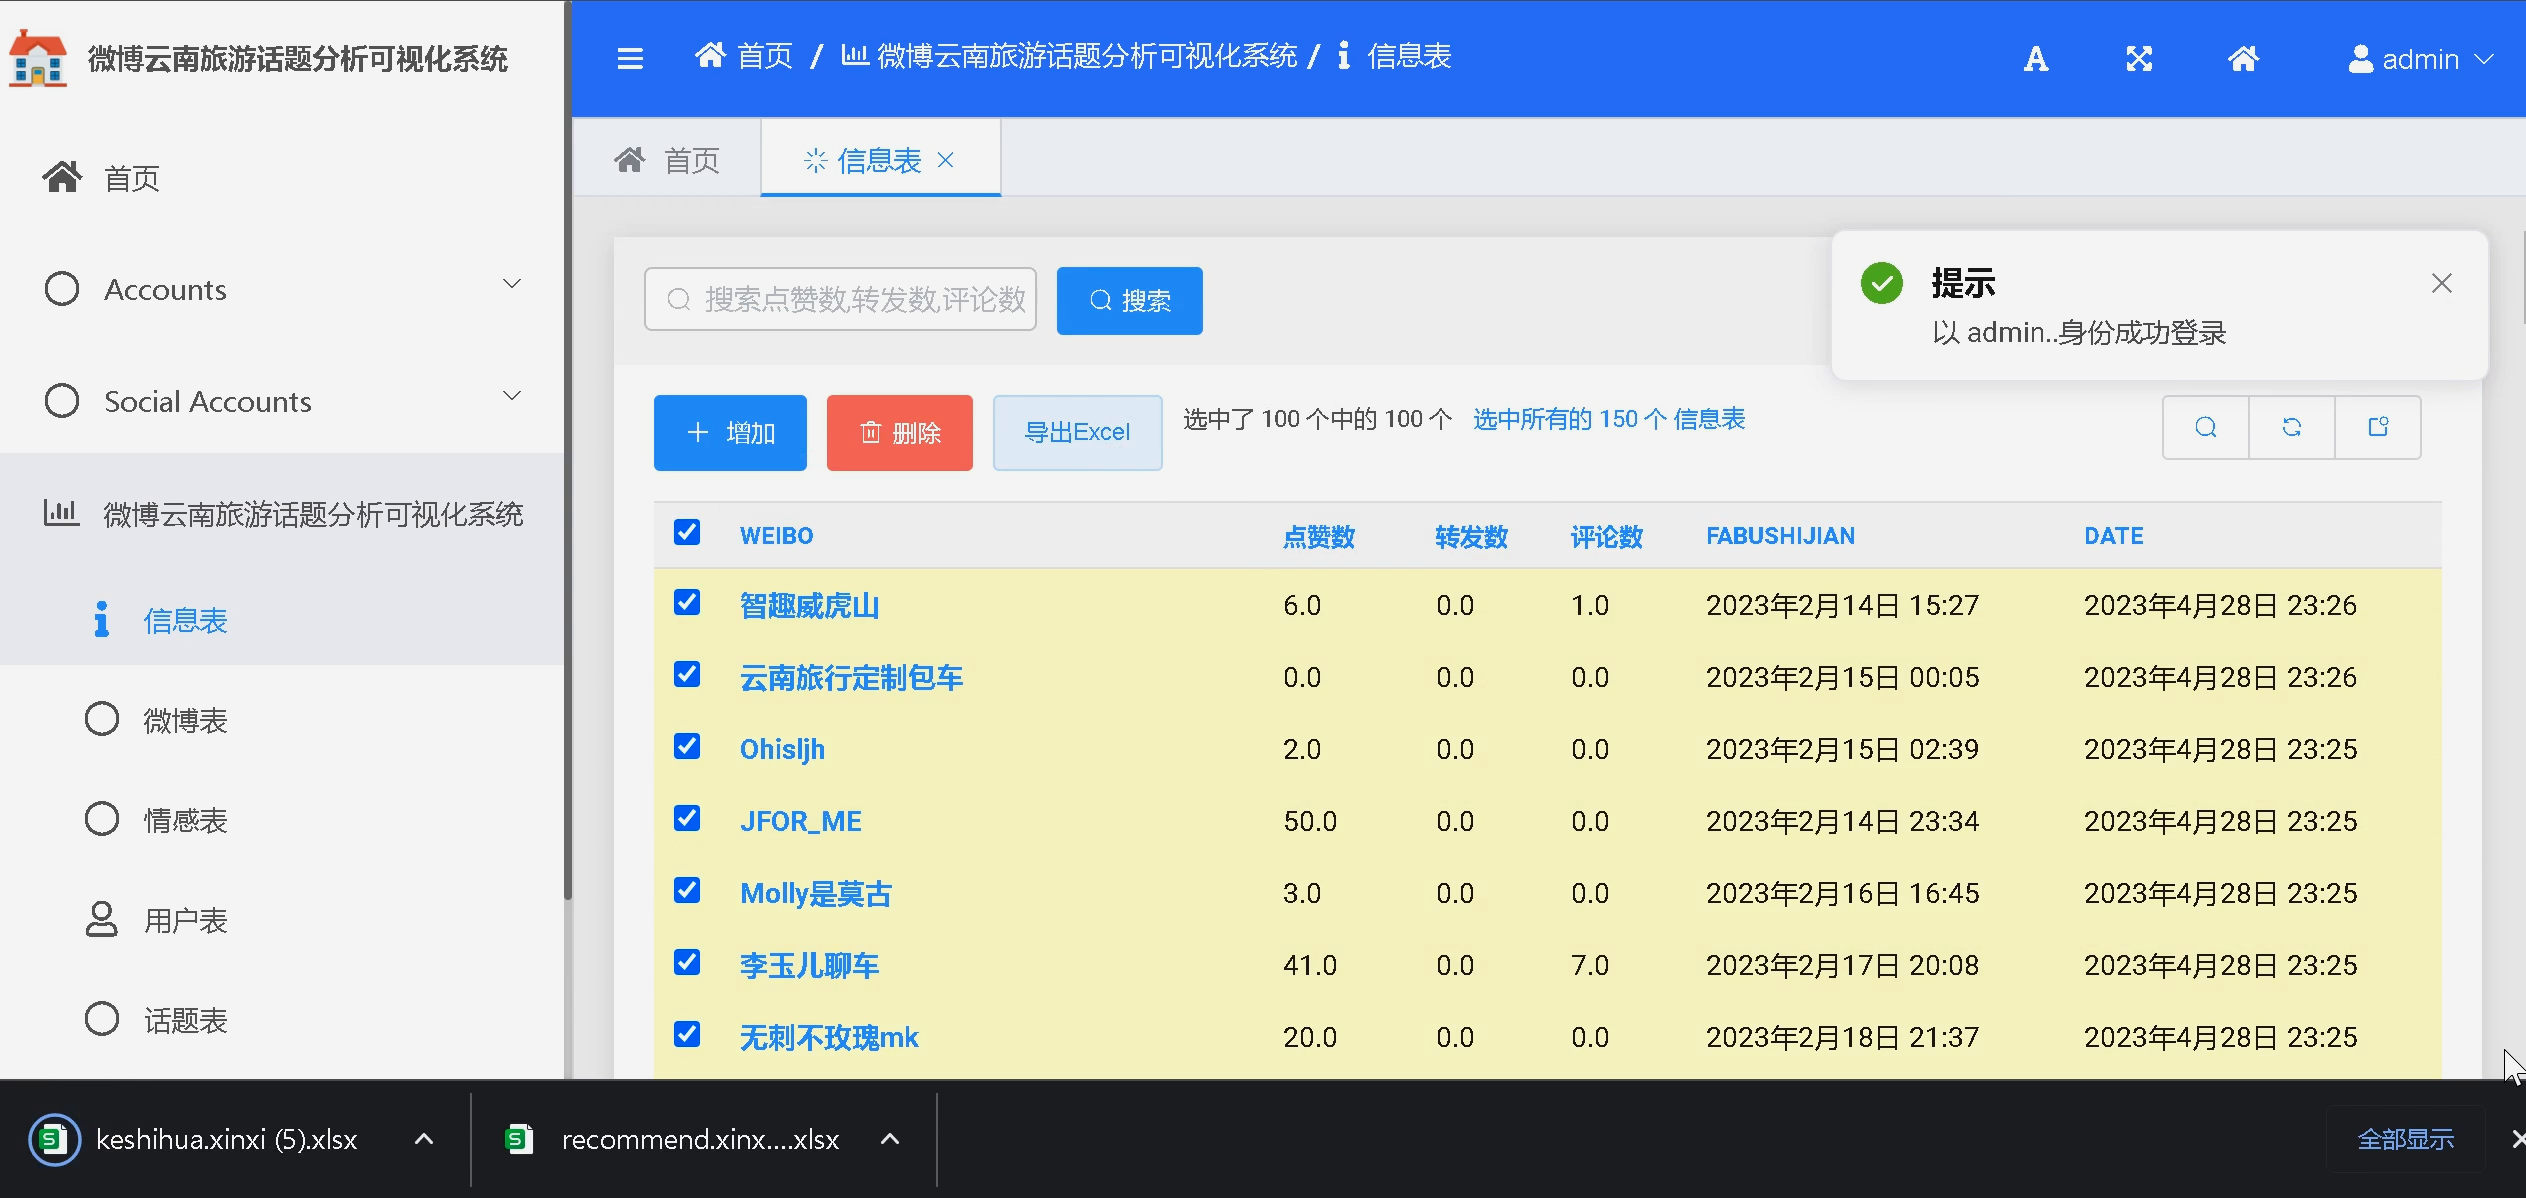 微博云南旅游话题分析可视化系统
首页 / 微博云南旅游话题分析可视化系统 / 信息表
admin
首页
Accounts
Social Accounts
微博云南旅游话题分析可视化系统
信息表
微博表
情感表
用户表
话题表
首页 信息表
搜索点赞数,转发数,评论数 搜索
提示
以 admin..身份成功登录
增加 删除 导出Excel 选中了 100 个中的 100 个 选中所有的 150 个 信息表
WEIBO 点赞数 转发数 评论数 FABUSHIJIAN DATE
智趣威虎山 6.0 0.0 1.0 2023年2月14日 15:27 2023年4月28日 23:26
云南旅行定制包车 0.0 0.0 0.0 2023年2月15日 00:05 2023年4月28日 23:26
Ohisljh 2.0 0.0 0.0 2023年2月15日 02:39 2023年4月28日 23:25
JFOR_ME 50.0 0.0 0.0 2023年2月14日 23:34 2023年4月28日 23:25
Molly是莫古 3.0 0.0 0.0 2023年2月16日 16:45 2023年4月28日 23:25
李玉儿聊车 41.0 0.0 7.0 2023年2月17日 20:08 2023年4月28日 23:25
无刺不玫瑰mk 20.0 0.0 0.0 2023年2月18日 21:37 2023年4月28日 23:25
keshihua.xinxi (5).xlsx recommend.xinx....xlsx 全部显示